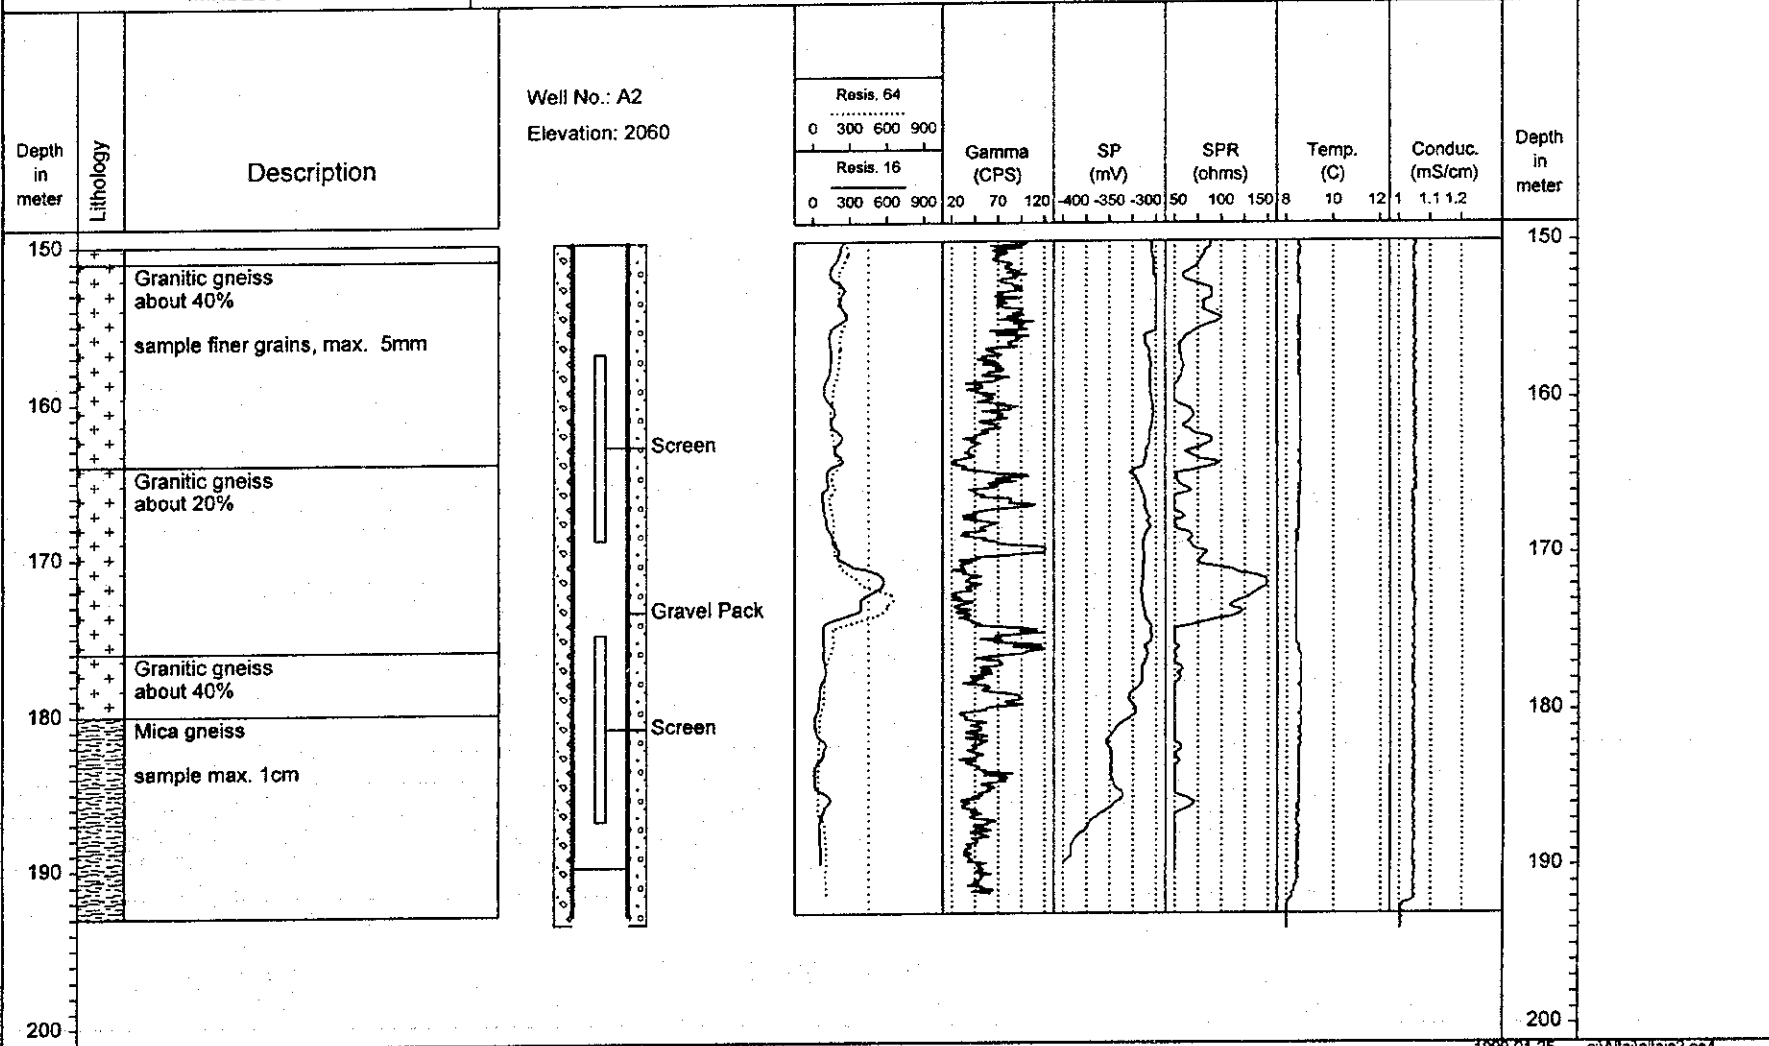 Depth
in
meter
Lithology
Description
Well No.: A2
Elevation: 2060
Resis. 64
0 300 600 900
Resis. 16
0 300 600 900
Gamma
(CPS)
20 70 120
SP
(mV)
-400 -350 -300
SPR
(ohms)
50 100 150
Temp.
(C)
8 10 12
Conduc.
(mS/cm)
1 1.1 1.2
Depth
in
meter
150
Granitic gneiss
about 40%
sample finer grains, max. 5mm
160
Screen
Granitic gneiss
about 20%
170
Gravel Pack
Granitic gneiss
about 40%
180
Mica gneiss
Screen
sample max. 1cm
190
200
150
160
170
180
190
200